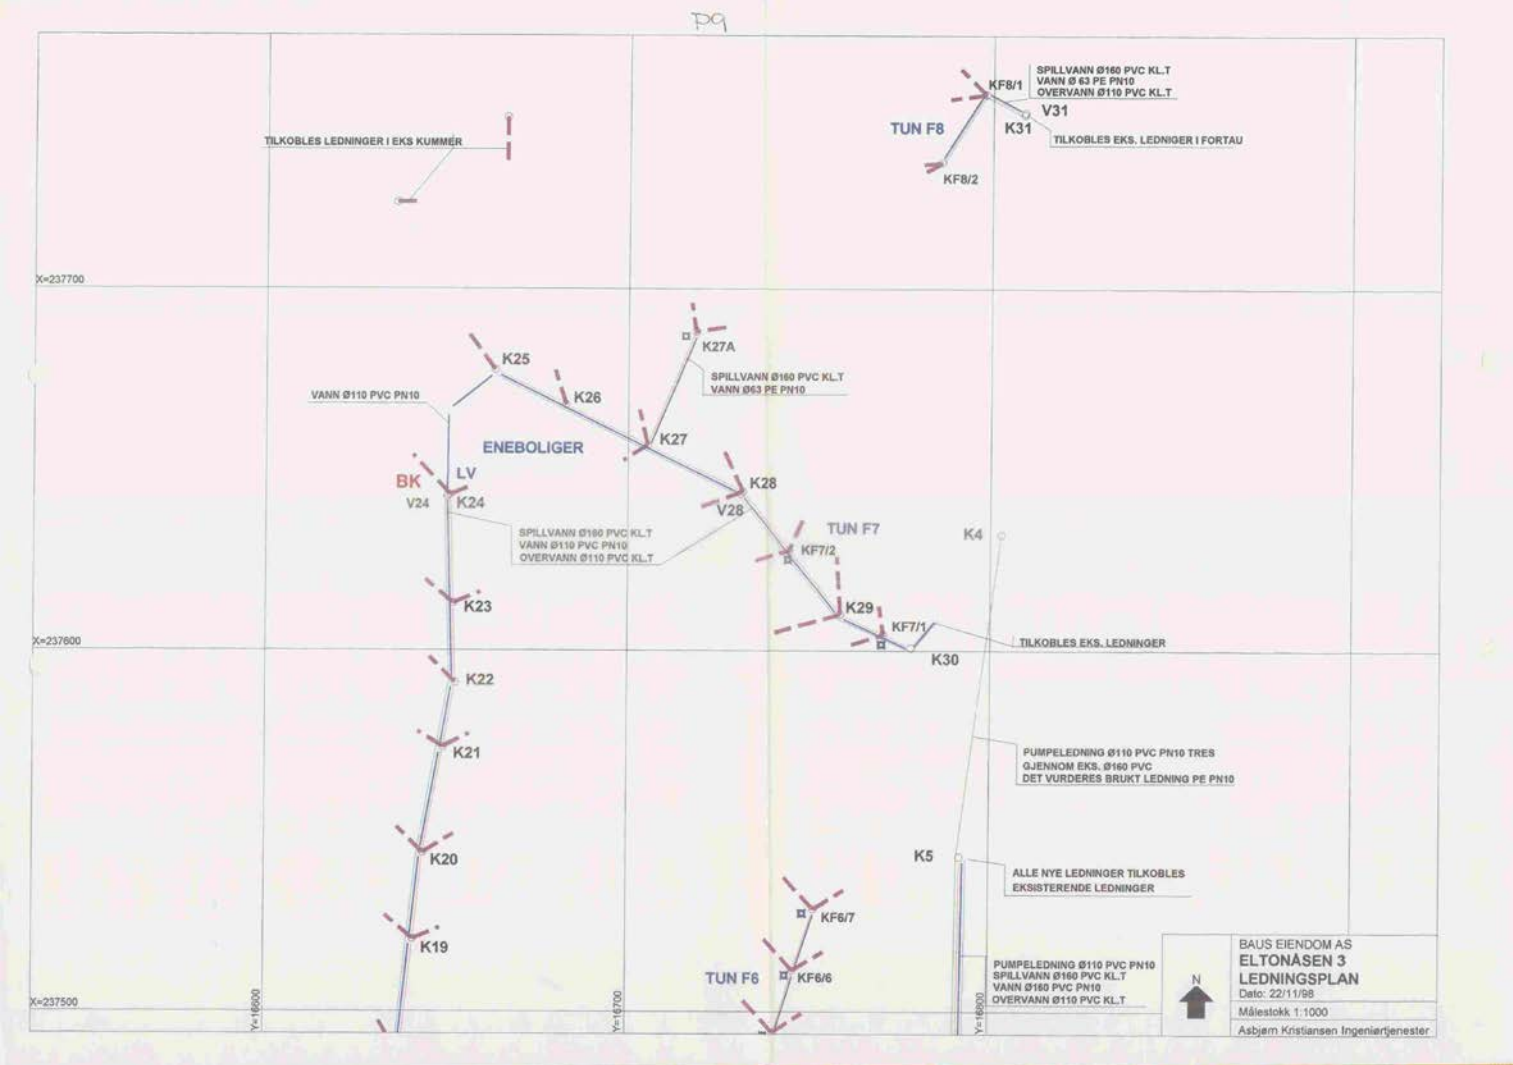 P9
KF8/1
SPILLVANN Ø160 PVC KL.T
VANN Ø 63 PE PN10
OVERVANN Ø110 PVC KL.T
V31
K31
TUN F8
TILKOBLES EKS. LEDNIGER I FORTAU
KF8/2
TILKOBLES LEDNINGER I EKS KUMMER
X=237700
K27A
K25
SPILLVANN Ø160 PVC KL.T
VANN Ø63 PE PN10
VANN Ø110 PVC PN10
K26
K27
ENEBOLIGER
BK
LV
V24
K24
K28
V28
SPILLVANN Ø160 PVC KL.T
VANN Ø110 PVC PN10
OVERVANN Ø110 PVC KL.T
TUN F7
KF7/2
K4
K23
K29
KF7/1
X=237600
K30
TILKOBLES EKS. LEDNINGER
K22
K21
PUMPELEDNING Ø110 PVC PN10 TRES
GJENNOM EKS. Ø160 PVC
DET VURDERES BRUKT LEDNING PE PN10
K20
K5
ALLE NYE LEDNINGER TILKOBLES
EKSISTERENDE LEDNINGER
KF6/7
K19
TUN F6
KF6/6
PUMPELEDNING Ø110 PVC PN10
SPILLVANN Ø160 PVC KL.T
VANN Ø160 PVC PN10
OVERVANN Ø110 PVC KL.T
X=237500
Y=16600
Y=16700
Y=16800
N
BAUS EIENDOM AS
ELTONÅSEN 3
LEDNINGSPLAN
Dato: 22/11/98
Målestokk 1:1000
Asbjørn Kristiansen Ingeniørtjenester